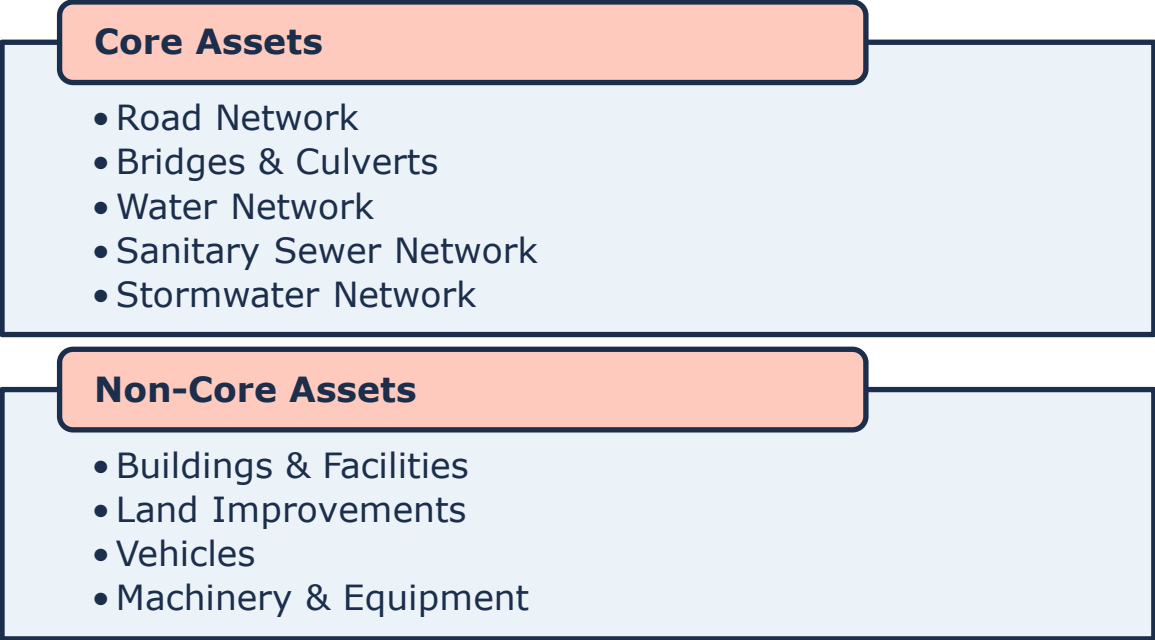 Core Assets
• Road Network
• Bridges & Culverts
• Water Network
• Sanitary Sewer Network
• Stormwater Network
Non-Core Assets
• Buildings & Facilities
• Land Improvements
• Vehicles
• Machinery & Equipment